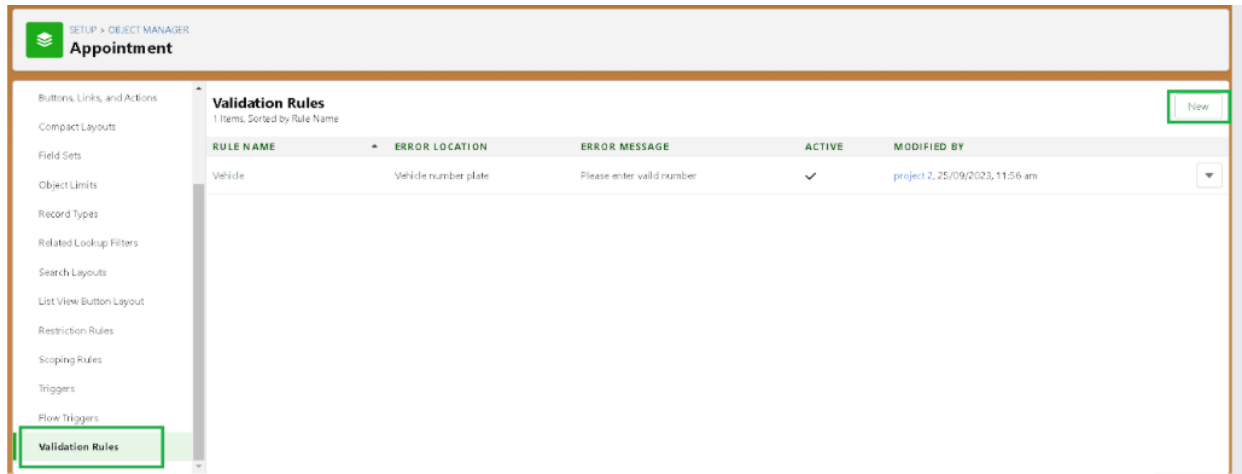 SETUP > OBJECT MANAGER
Appointment
Buttons, Links, and Actions
Compact Layouts
Field Sets
Object Limits
Record Types
Related Lookup Filters
Search Layouts
List View Button Layout
Restriction Rules
Scoping Rules
Triggers
Flow Triggers
Validation Rules
Validation Rules
1 Items, Sorted by Rule Name
New
RULE NAME ERROR LOCATION ERROR MESSAGE ACTIVE MODIFIED BY
Vehicle Vehicle number plate Please enter vaild number project 2, 25/09/2023, 11:56 am